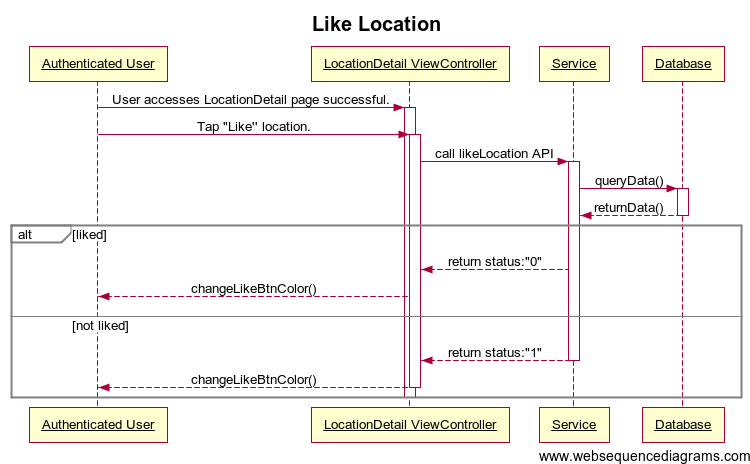 Like Location
Authenticated User
LocationDetail ViewController
Service
Database
User accesses LocationDetail page successful.
Tap "Like" location.
call likeLocation API
queryData()
returnData()
alt
[liked]
return status:"0"
changeLikeBtnColor()
[not liked]
return status:"1"
changeLikeBtnColor()
Authenticated User
LocationDetail ViewController
Service
Database
www.websequencediagrams.com